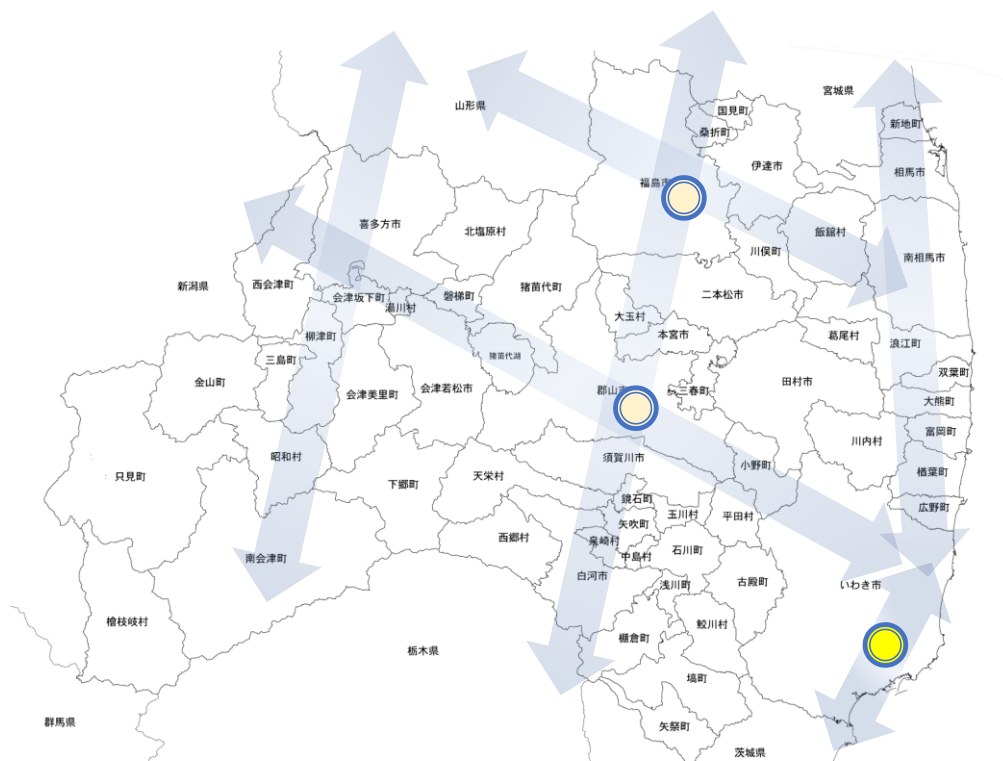 宮城県
山形県
国見町
新地町
桑折町
伊達市
相馬市
福島市
喜多方市
北塩原村
飯舘村
川俣町
南相馬市
新潟県
西会津町
猪苗代町
会津坂下町
磐梯町
湯川村
二本松市
大玉村
柳津町
本宮市
葛尾村
浪江町
猪苗代湖
三島町
双葉町
金山町
会津美里町
会津若松市
郡山市
三春町
田村市
大熊町
富岡町
川内村
昭和村
須賀川市
小野町
楢葉町
只見町
下郷町
天栄村
鏡石町
広野町
玉川村
平田村
矢吹町
西郷村
泉崎村
中島村
石川町
南会津町
白河市
浅川町
古殿町
いわき市
檜枝岐村
鮫川村
棚倉町
栃木県
塙町
群馬県
矢祭町
茨城県